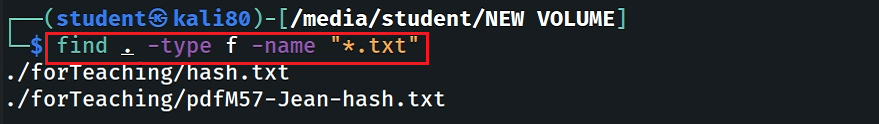 ┌──(student㉿kali80)-[/media/student/NEW VOLUME]
└─$ find . -type f -name "*.txt"
./forTeaching/hash.txt
./forTeaching/pdfM57-Jean-hash.txt